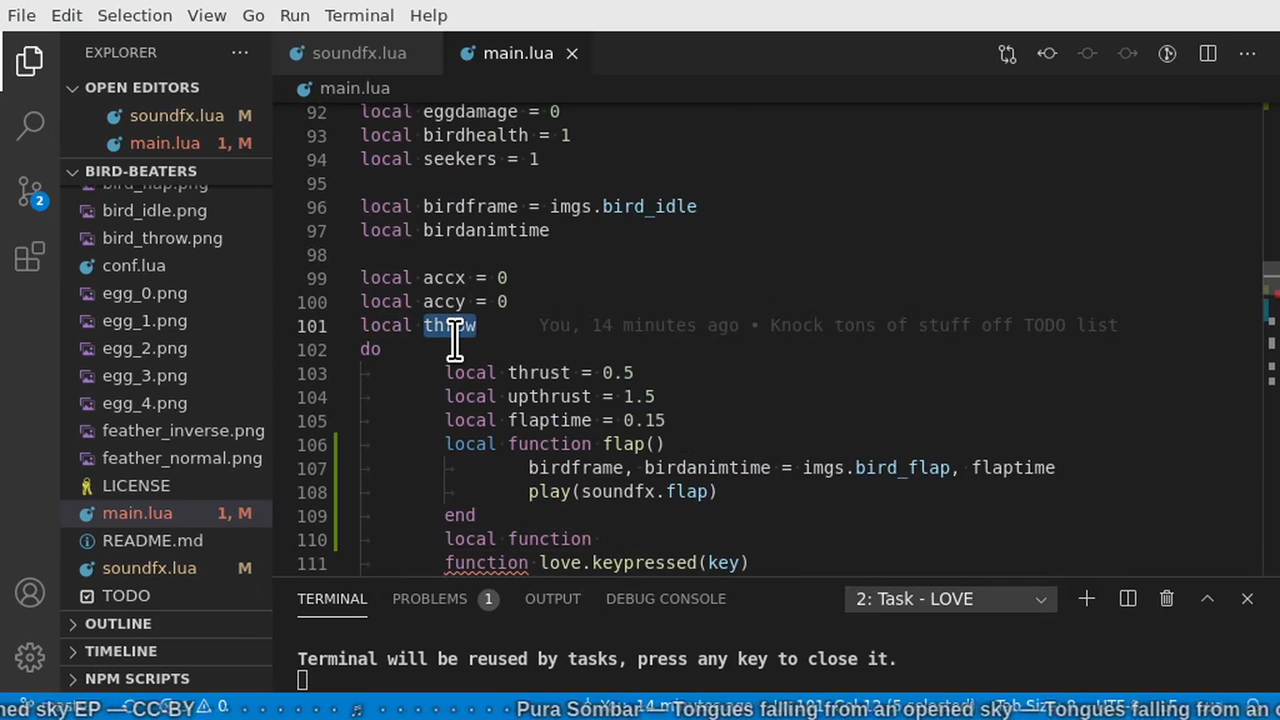 File Edit Selection View Go Run Terminal Help
EXPLORER
soundfx.lua
main.lua
OPEN EDITORS
main.lua
soundfx.lua M
main.lua 1, M
BIRD-BEATERS
bird_flap.png
bird_idle.png
bird_throw.png
conf.lua
egg_0.png
egg_1.png
egg_2.png
egg_3.png
egg_4.png
feather_inverse.png
feather_normal.png
LICENSE
main.lua 1, M
README.md
soundfx.lua M
TODO
OUTLINE
TIMELINE
NPM SCRIPTS
2
92 local eggdamage = 0
93 local birdhealth = 1
94 local seekers = 1
95
96 local birdframe = imgs.bird_idle
97 local birdanimtime
98
99 local accx = 0
100 local accy = 0
101 local throw You, 14 minutes ago • Knock tons of stuff off TODO list
102 do
103 local thrust = 0.5
104 local upthrust = 1.5
105 local flaptime = 0.15
106 local function flap()
107 birdframe, birdanimtime = imgs.bird_flap, flaptime
108 play(soundfx.flap)
109 end
110 local function
111 function love.keypressed(key)
TERMINAL PROBLEMS 1 OUTPUT DEBUG CONSOLE 2: Task - LOVE
Terminal will be reused by tasks, press any key to close it.
ned sky EP — CC-BY · · · · · · ♬ · · · · · · Pura Sombar — Tongues falling from an opened sky — Tongues falling from an